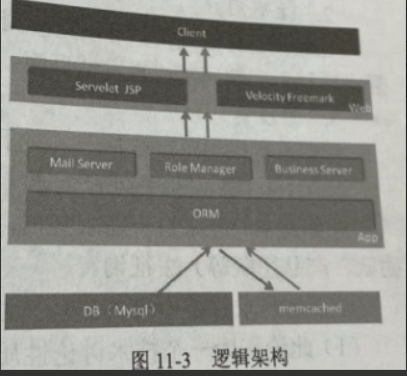 Client
Servelet JSP
Velocity Freemark
Web
Mail Server
Role Manager
Business Server
ORM
App
DB（Mysql）
memcached
图 11-3 逻辑架构